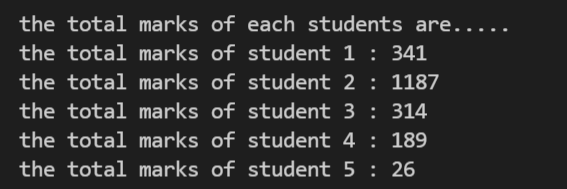 the total marks of each students are.....
the total marks of student 1 : 341
the total marks of student 2 : 1187
the total marks of student 3 : 314
the total marks of student 4 : 189
the total marks of student 5 : 26